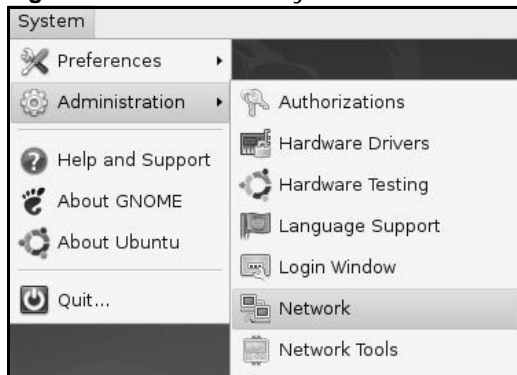 System
Preferences
Administration
Help and Support
About GNOME
About Ubuntu
Quit...
Authorizations
Hardware Drivers
Hardware Testing
Language Support
Login Window
Network
Network Tools